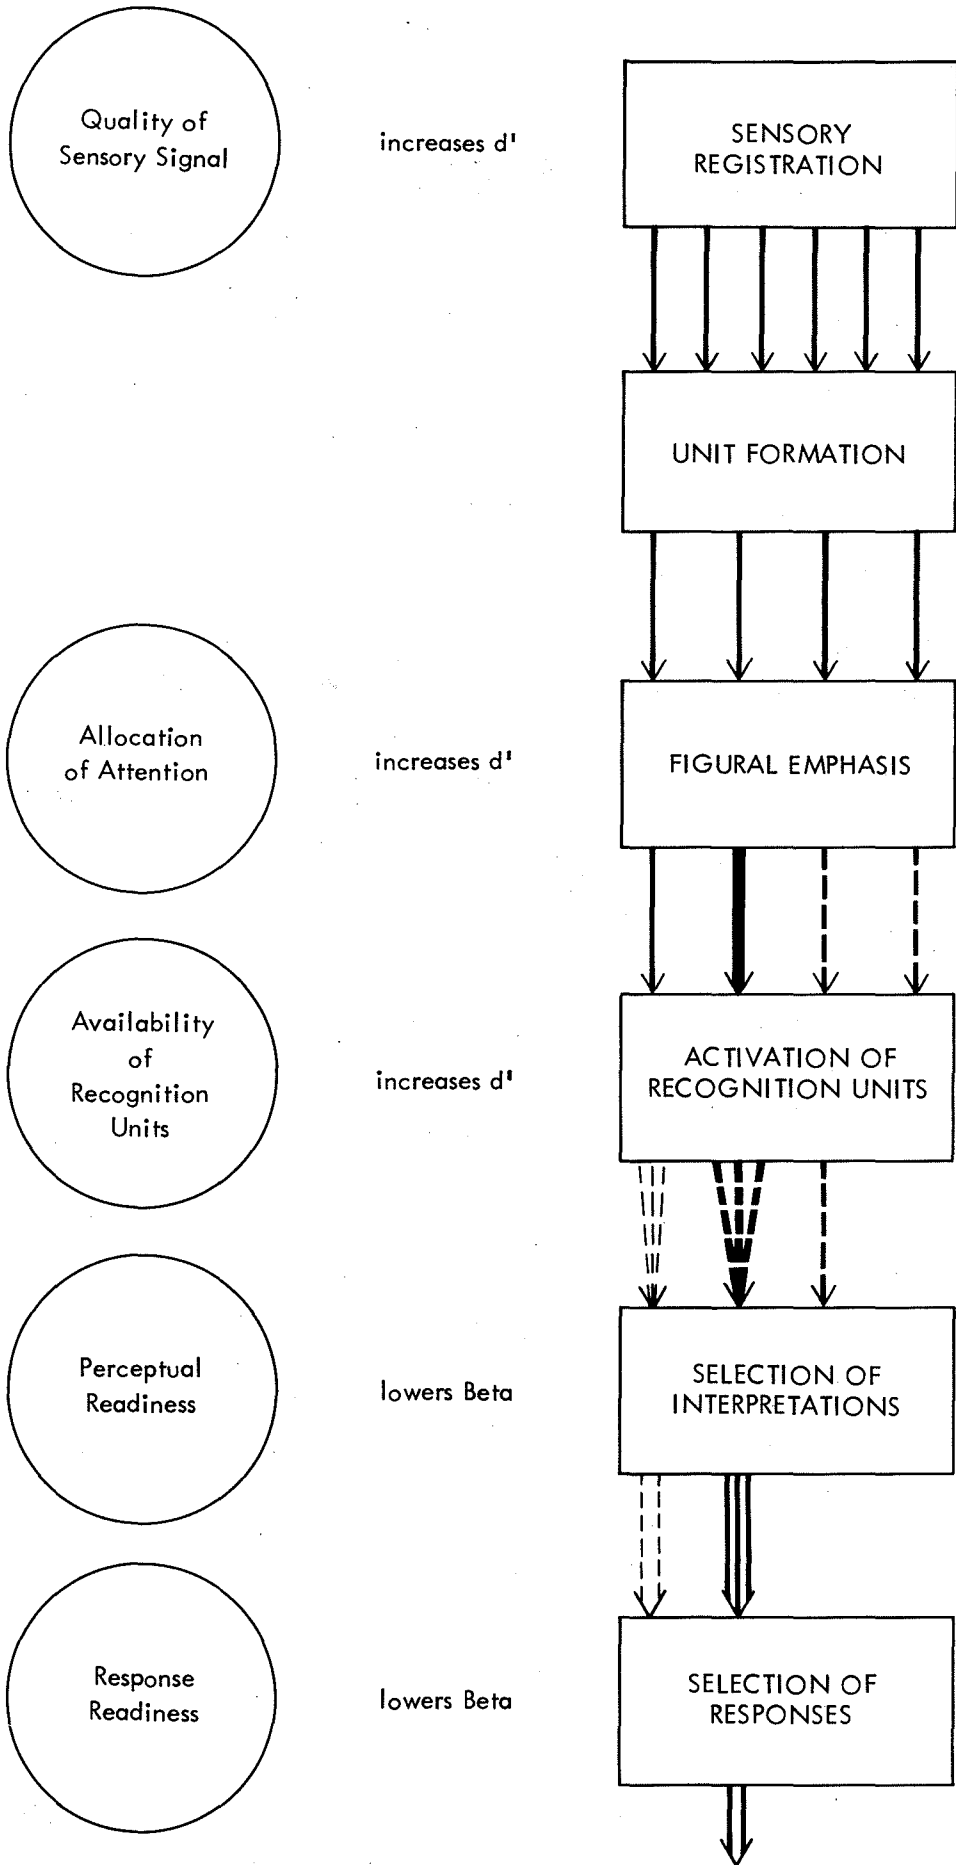 Quality of
Sensory Signal
increases d'
SENSORY
REGISTRATION
UNIT FORMATION
Allocation
of Attention
increases d'
FIGURAL EMPHASIS
Availability
of
Recognition
Units
increases d'
ACTIVATION OF
RECOGNITION UNITS
Perceptual
Readiness
lowers Beta
SELECTION OF
INTERPRETATIONS
Response
Readiness
lowers Beta
SELECTION OF
RESPONSES